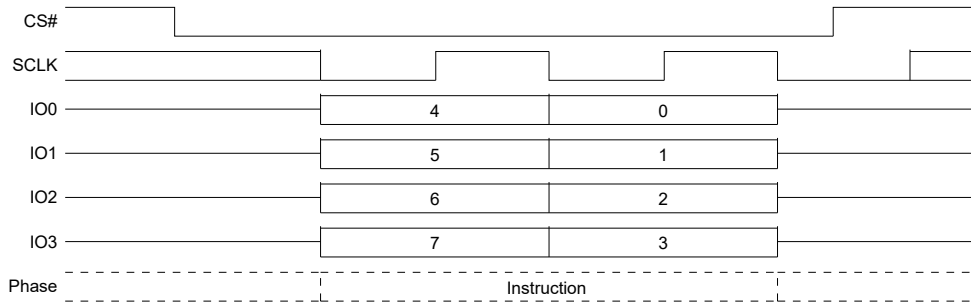 CS#
SCLK
IO0 4 0
IO1 5 1
IO2 6 2
IO3 7 3
Phase Instruction